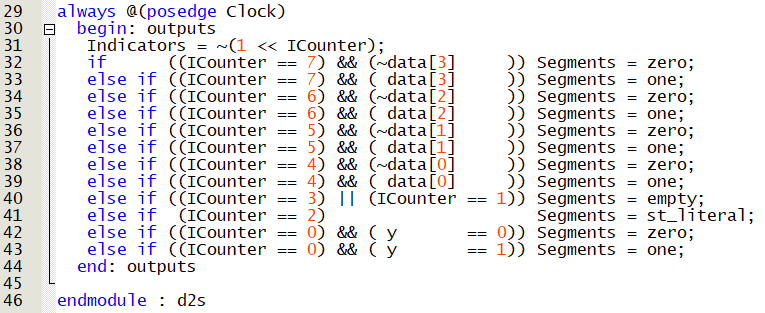 29 always @(posedge Clock)
30 begin: outputs
31 Indicators = ~(1 << ICounter);
32 if ((ICounter == 7) && (~data[3] )) Segments = zero;
33 else if ((ICounter == 7) && ( data[3] )) Segments = one;
34 else if ((ICounter == 6) && (~data[2] )) Segments = zero;
35 else if ((ICounter == 6) && ( data[2] )) Segments = one;
36 else if ((ICounter == 5) && (~data[1] )) Segments = zero;
37 else if ((ICounter == 5) && ( data[1] )) Segments = one;
38 else if ((ICounter == 4) && (~data[0] )) Segments = zero;
39 else if ((ICounter == 4) && ( data[0] )) Segments = one;
40 else if ((ICounter == 3) || (ICounter == 1)) Segments = empty;
41 else if (ICounter == 2) Segments = st_literal;
42 else if ((ICounter == 0) && ( y == 0)) Segments = zero;
43 else if ((ICounter == 0) && ( y == 1)) Segments = one;
44 end: outputs
45
46 endmodule : d2s